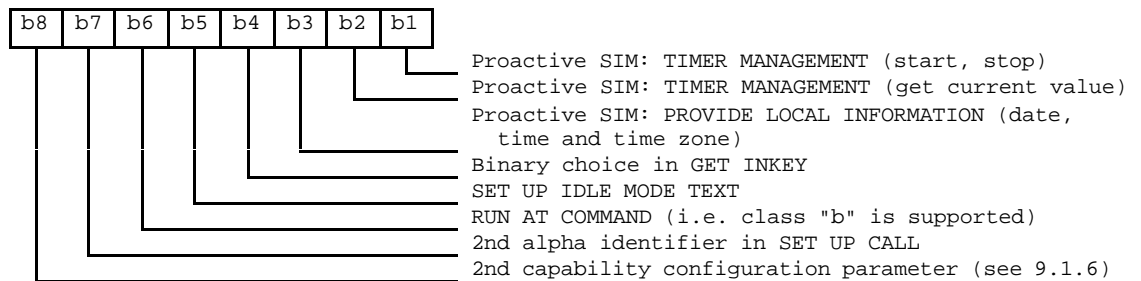 b8 b7 b6 b5 b4 b3 b2 b1
Proactive SIM: TIMER MANAGEMENT (start, stop)
Proactive SIM: TIMER MANAGEMENT (get current value)
Proactive SIM: PROVIDE LOCAL INFORMATION (date,
time and time zone)
Binary choice in GET INKEY
SET UP IDLE MODE TEXT
RUN AT COMMAND (i.e. class "b" is supported)
2nd alpha identifier in SET UP CALL
2nd capability configuration parameter (see 9.1.6)